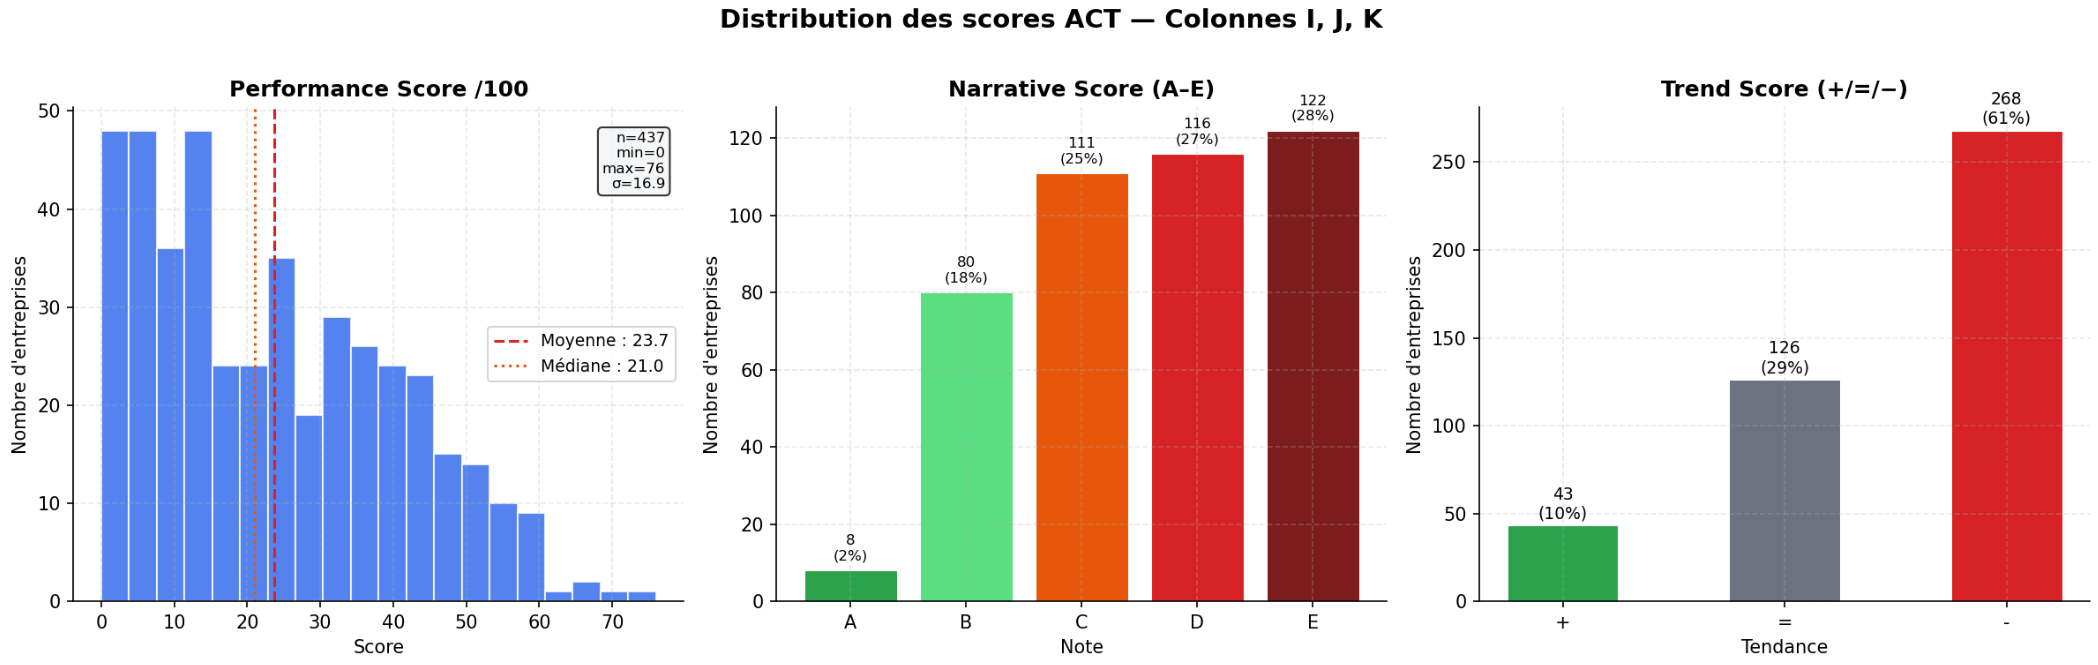 Distribution des scores ACT — Colonnes I, J, K
Performance Score /100
50
40
30
20
10
0
Nombre d'entreprises
n=437
min=0
max=76
σ=16.9
Moyenne : 23.7
Médiane : 21.0
0 10 20 30 40 50 60 70
Score
Narrative Score (A–E)
120
100
80
60
40
20
0
Nombre d'entreprises
8
(2%)
80
(18%)
111
(25%)
116
(27%)
122
(28%)
A B C D E
Note
Trend Score (+/=/−)
250
200
150
100
50
0
Nombre d'entreprises
43
(10%)
126
(29%)
268
(61%)
+ = -
Tendance